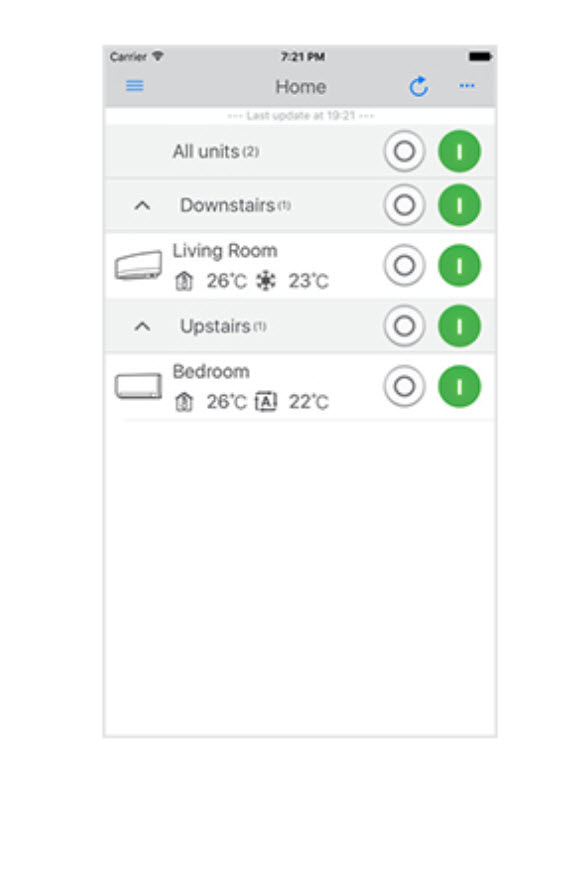 Carrier 7:21 PM
Home
---- Last update at 19:21 ----
All units (2)
Downstairs (1)
Living Room
26°C 23°C
Upstairs (1)
Bedroom
26°C A 22°C